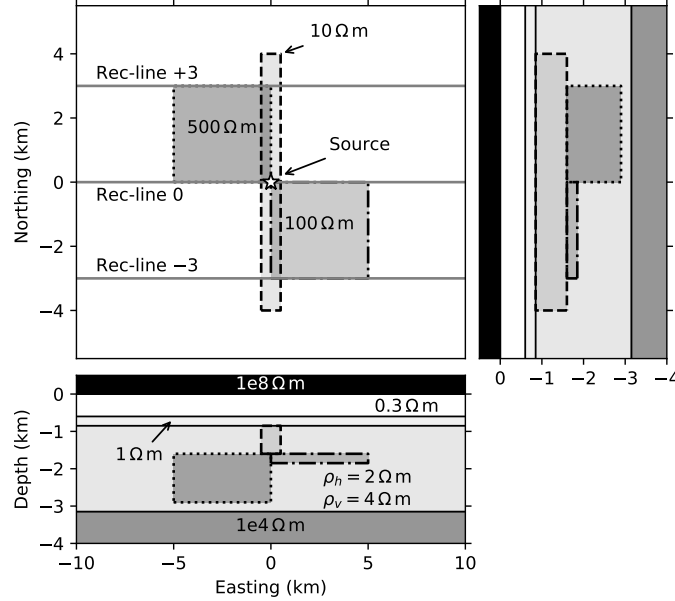 4
2
0
−2
−4
Northing (km)
Rec-line +3
10 Ω m
500 Ω m
Source
Rec-line 0
100 Ω m
Rec-line −3
0
−1
−2
−3
−4
0
−1
−2
−3
−4
Depth (km)
1e8 Ω m
0.3 Ω m
1 Ω m
ρh = 2 Ω m
ρv = 4 Ω m
1e4 Ω m
−10
−5
0
5
10
Easting (km)